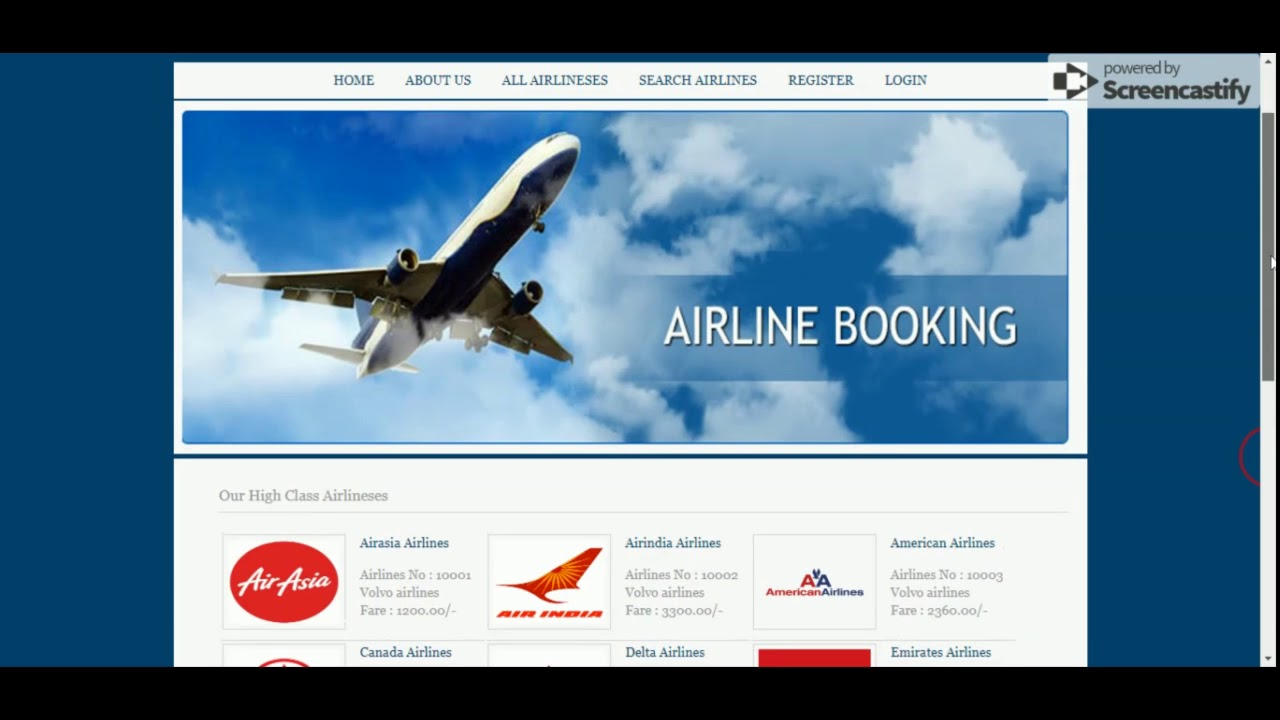 HOME ABOUT US ALL AIRLINESES SEARCH AIRLINES REGISTER LOGIN
powered by
Screencastify
AIRLINE BOOKING
Our High Class Airlineses
AirAsia
Airasia Airlines
Airlines No : 10001
Volvo airlines
Fare : 1200.00/-
AIR INDIA
Airindia Airlines
Airlines No : 10002
Volvo airlines
Fare : 3300.00/-
AA
AmericanAirlines
American Airlines
Airlines No : 10003
Volvo airlines
Fare : 2360.00/-
Canada Airlines
Delta Airlines
Emirates Airlines